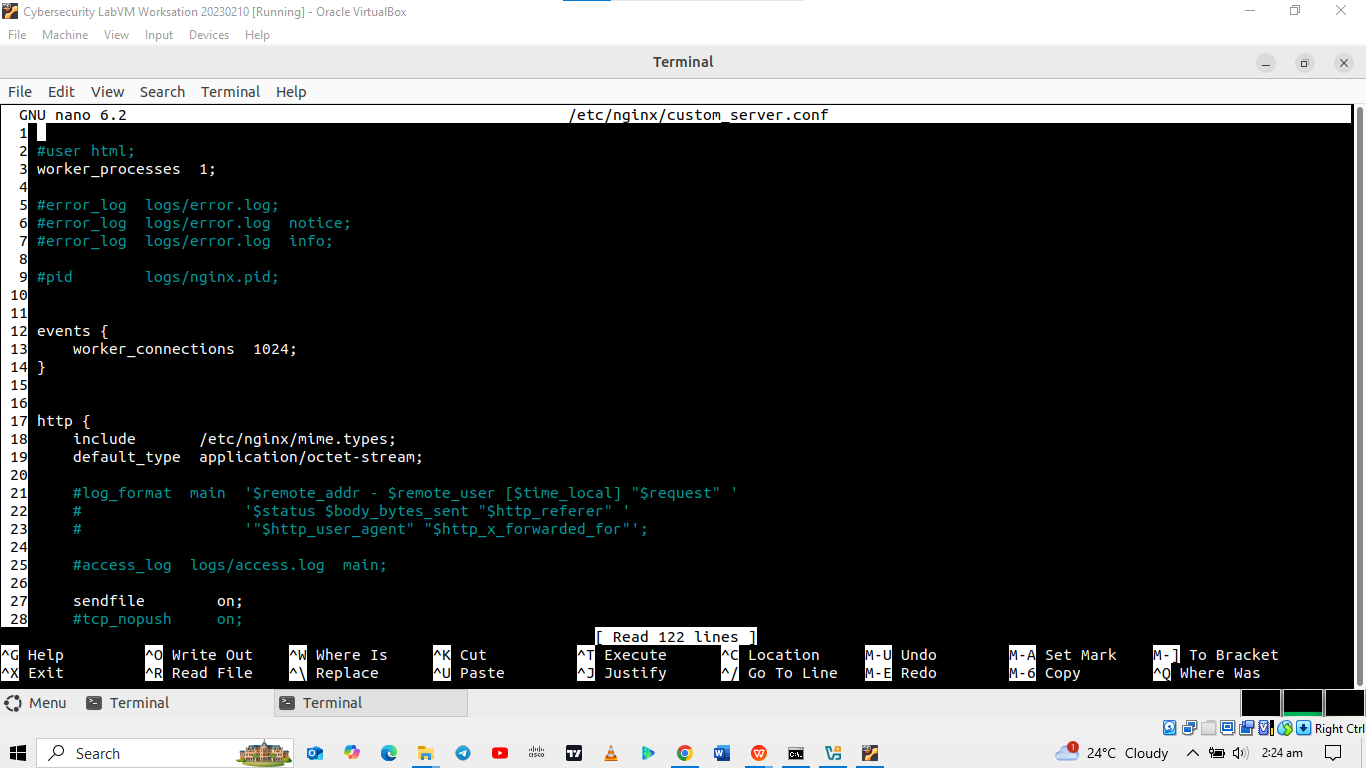 Cybersecurity LabVM Worksation 20230210 [Running] - Oracle VirtualBox
File Machine View Input Devices Help
Terminal
File Edit View Search Terminal Help
GNU nano 6.2 /etc/nginx/custom_server.conf
1
2 #user html;
3 worker_processes 1;
4
5 #error_log logs/error.log;
6 #error_log logs/error.log notice;
7 #error_log logs/error.log info;
8
9 #pid logs/nginx.pid;
10
11
12 events {
13 worker_connections 1024;
14 }
15
16
17 http {
18 include /etc/nginx/mime.types;
19 default_type application/octet-stream;
20
21 #log_format main '$remote_addr - $remote_user [$time_local] "$request" '
22 # '$status $body_bytes_sent "$http_referer" '
23 # '"$http_user_agent" "$http_x_forwarded_for"';
24
25 #access_log logs/access.log main;
26
27 sendfile on;
28 #tcp_nopush on;
[ Read 122 lines ]
^G Help ^O Write Out ^W Where Is ^K Cut ^T Execute ^C Location M-U Undo M-A Set Mark M-] To Bracket
^X Exit ^R Read File ^\ Replace ^U Paste ^J Justify ^/ Go To Line M-E Redo M-6 Copy ^Q Where Was
Menu Terminal Terminal
Right Ctrl
Search 1 24°C Cloudy 2:24 am